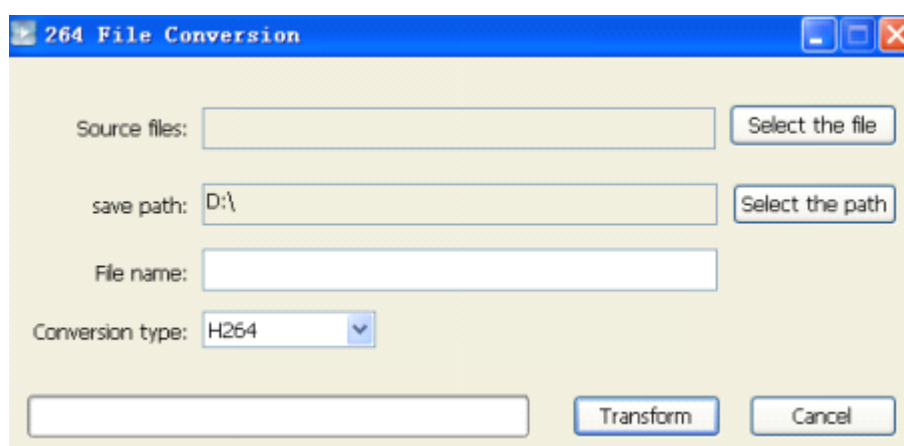 264 File Conversion
Source files:
Select the file
save path:
D:\
Select the path
File name:
Conversion type:
H264
Transform
Cancel